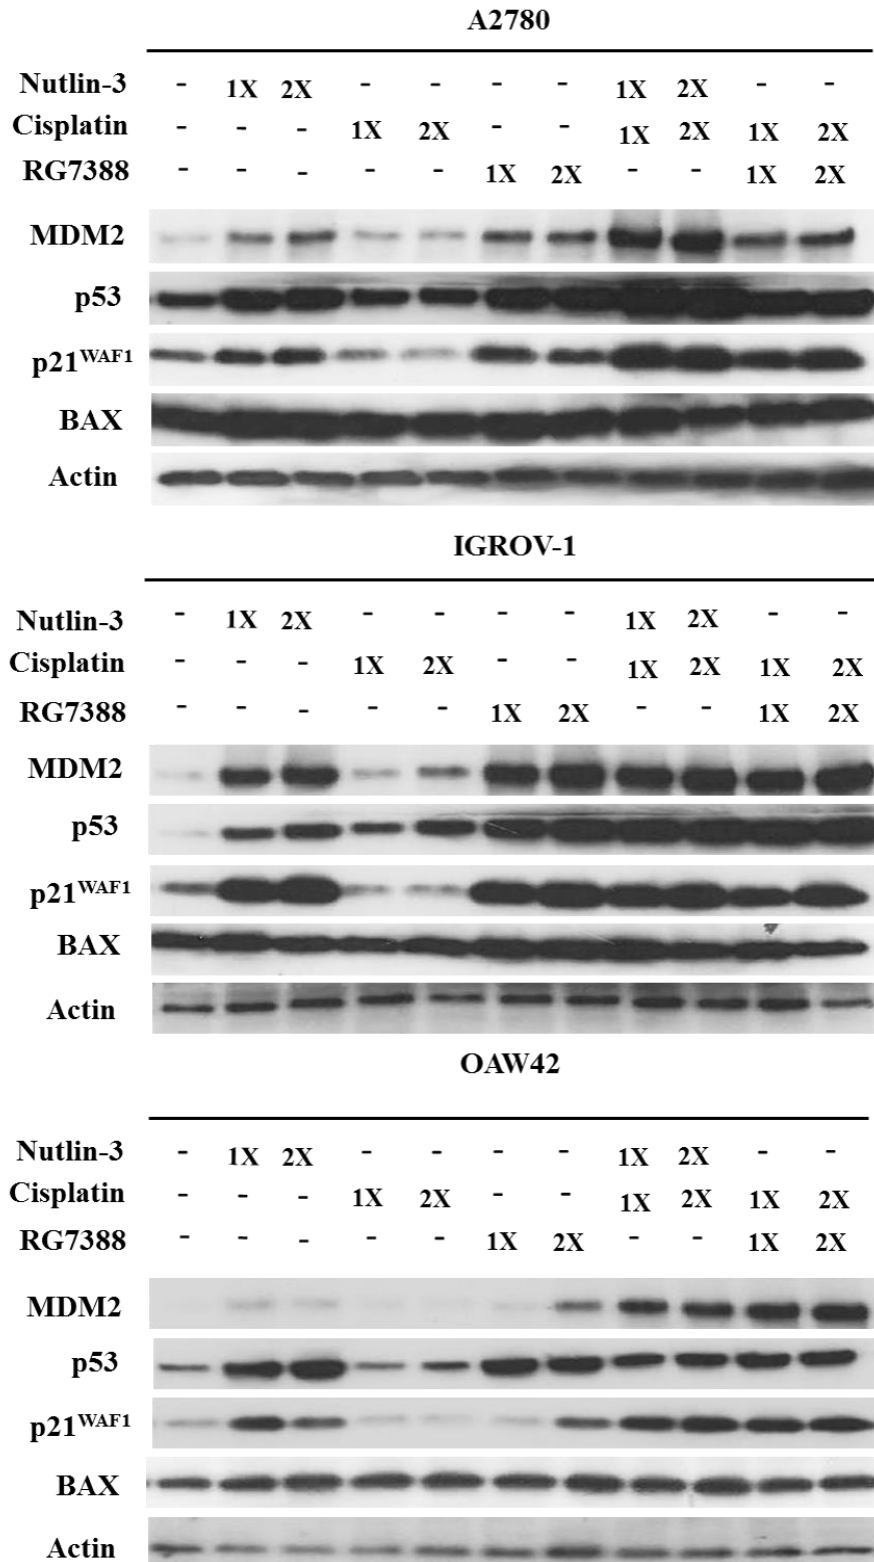 A2780
Nutlin-3 - 1X 2X - - - - 1X 2X - -
Cisplatin - - - 1X 2X - - 1X 2X 1X 2X
RG7388 - - - - - 1X 2X - - 1X 2X
MDM2
p53
p21WAF1
BAX
Actin
IGROV-1
Nutlin-3 - 1X 2X - - - - 1X 2X - -
Cisplatin - - - 1X 2X - - 1X 2X 1X 2X
RG7388 - - - - - 1X 2X - - 1X 2X
MDM2
p53
p21WAF1
BAX
Actin
OAW42
Nutlin-3 - 1X 2X - - - - 1X 2X - -
Cisplatin - - - 1X 2X - - 1X 2X 1X 2X
RG7388 - - - - - 1X 2X - - 1X 2X
MDM2
p53
p21WAF1
BAX
Actin